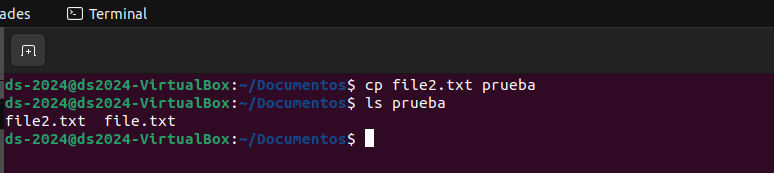 ades Terminal
ds-2024@ds2024-VirtualBox:~/Documentos$ cp file2.txt prueba
ds-2024@ds2024-VirtualBox:~/Documentos$ ls prueba
file2.txt  file.txt
ds-2024@ds2024-VirtualBox:~/Documentos$